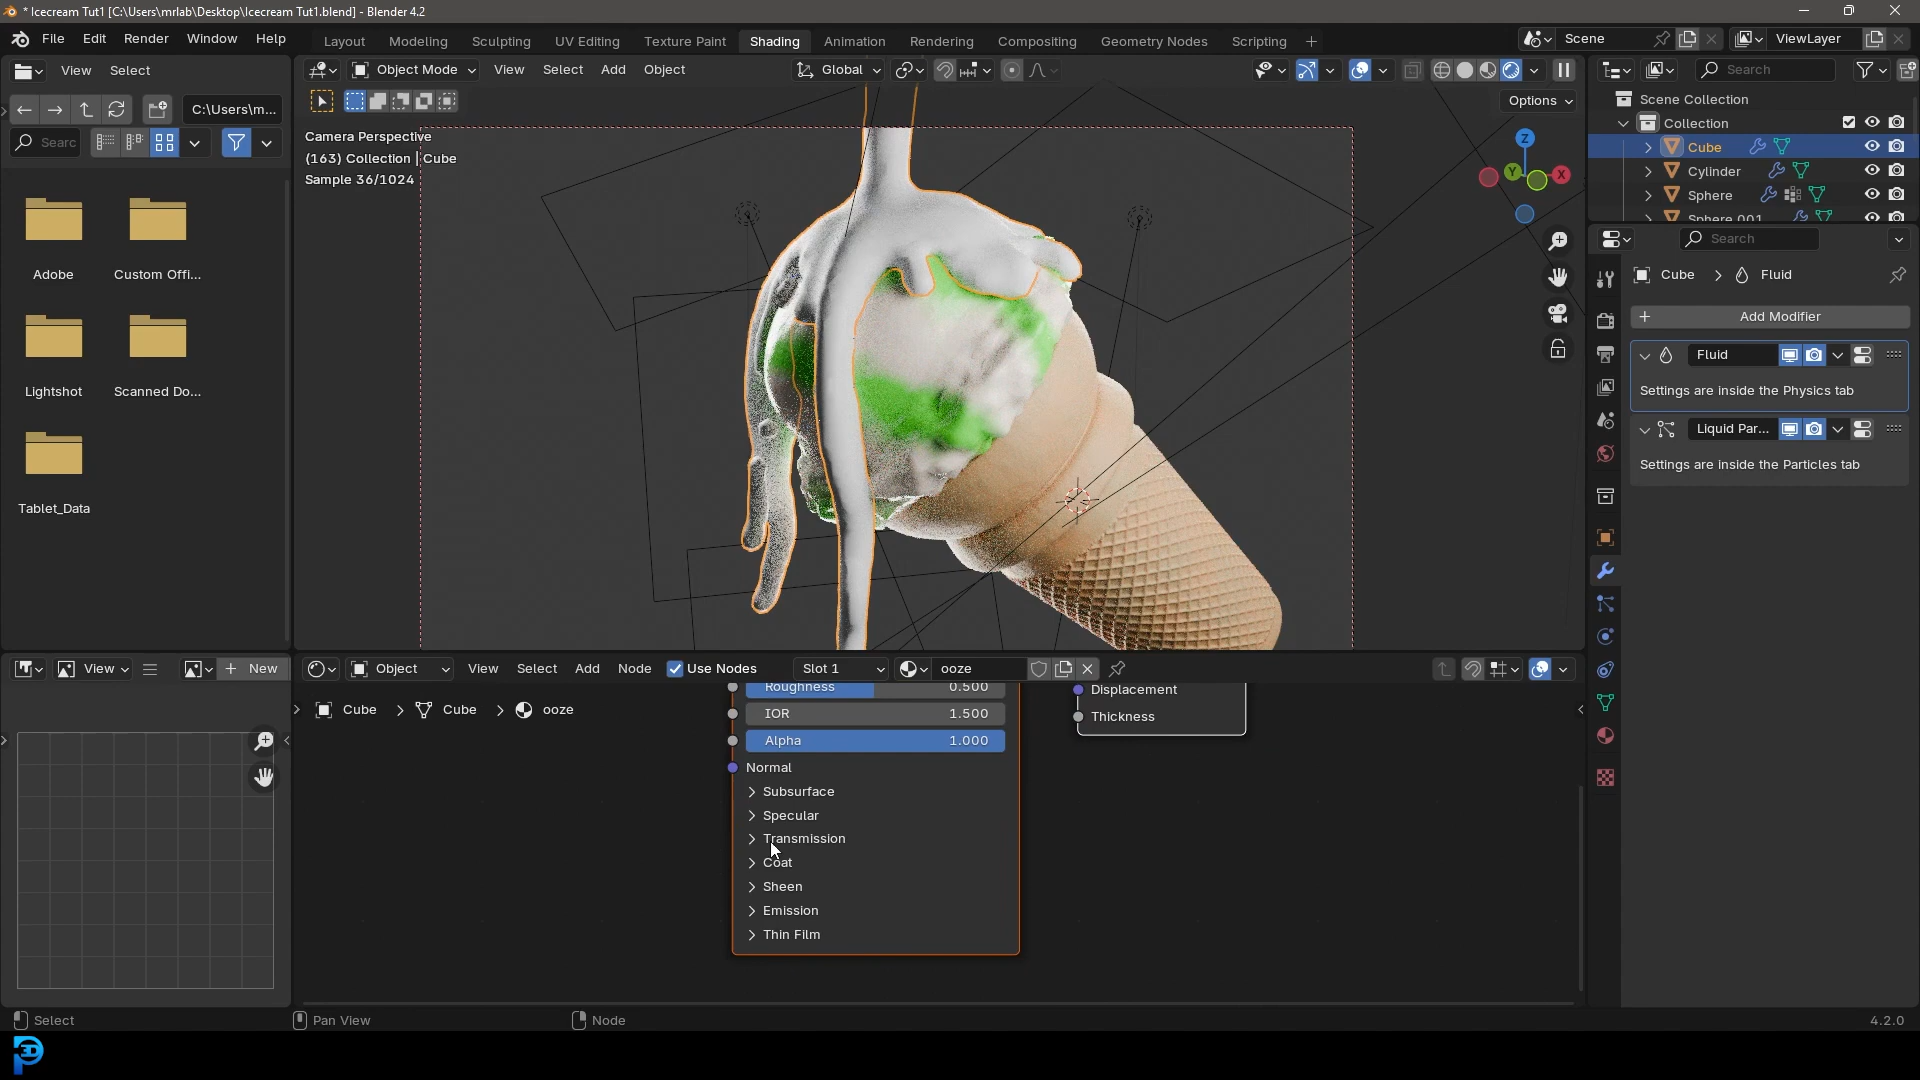 * Icecream Tut1 [C:\Users\mrlab\Desktop\Icecream Tut1.blend] - Blender 4.2
File Edit Render Window Help
Layout Modeling Sculpting UV Editing Texture Paint Shading Animation Rendering Compositing Geometry Nodes Scripting +
Scene
ViewLayer
View Select
Object Mode View Select Add Object
Global
Search
C:\Users\m...
Options
Searc
Camera Perspective
(163) Collection | Cube
Sample 36/1024
Z
Y
X
Adobe
Custom Offi...
Lightshot
Scanned Do...
Tablet_Data
Scene Collection
Collection
Cube
Cylinder
Sphere
Sphere.001
Search
Cube > Fluid
+ Add Modifier
Fluid
Settings are inside the Physics tab
Liquid Par...
Settings are inside the Particles tab
View
+ New
Object View Select Add Node Use Nodes Slot 1 ooze
Cube > Cube > ooze
Roughness 0.500
IOR 1.500
Alpha 1.000
Normal
Subsurface
Specular
Transmission
Coat
Sheen
Emission
Thin Film
Displacement
Thickness
Select
Pan View
Node
4.2.0
3D